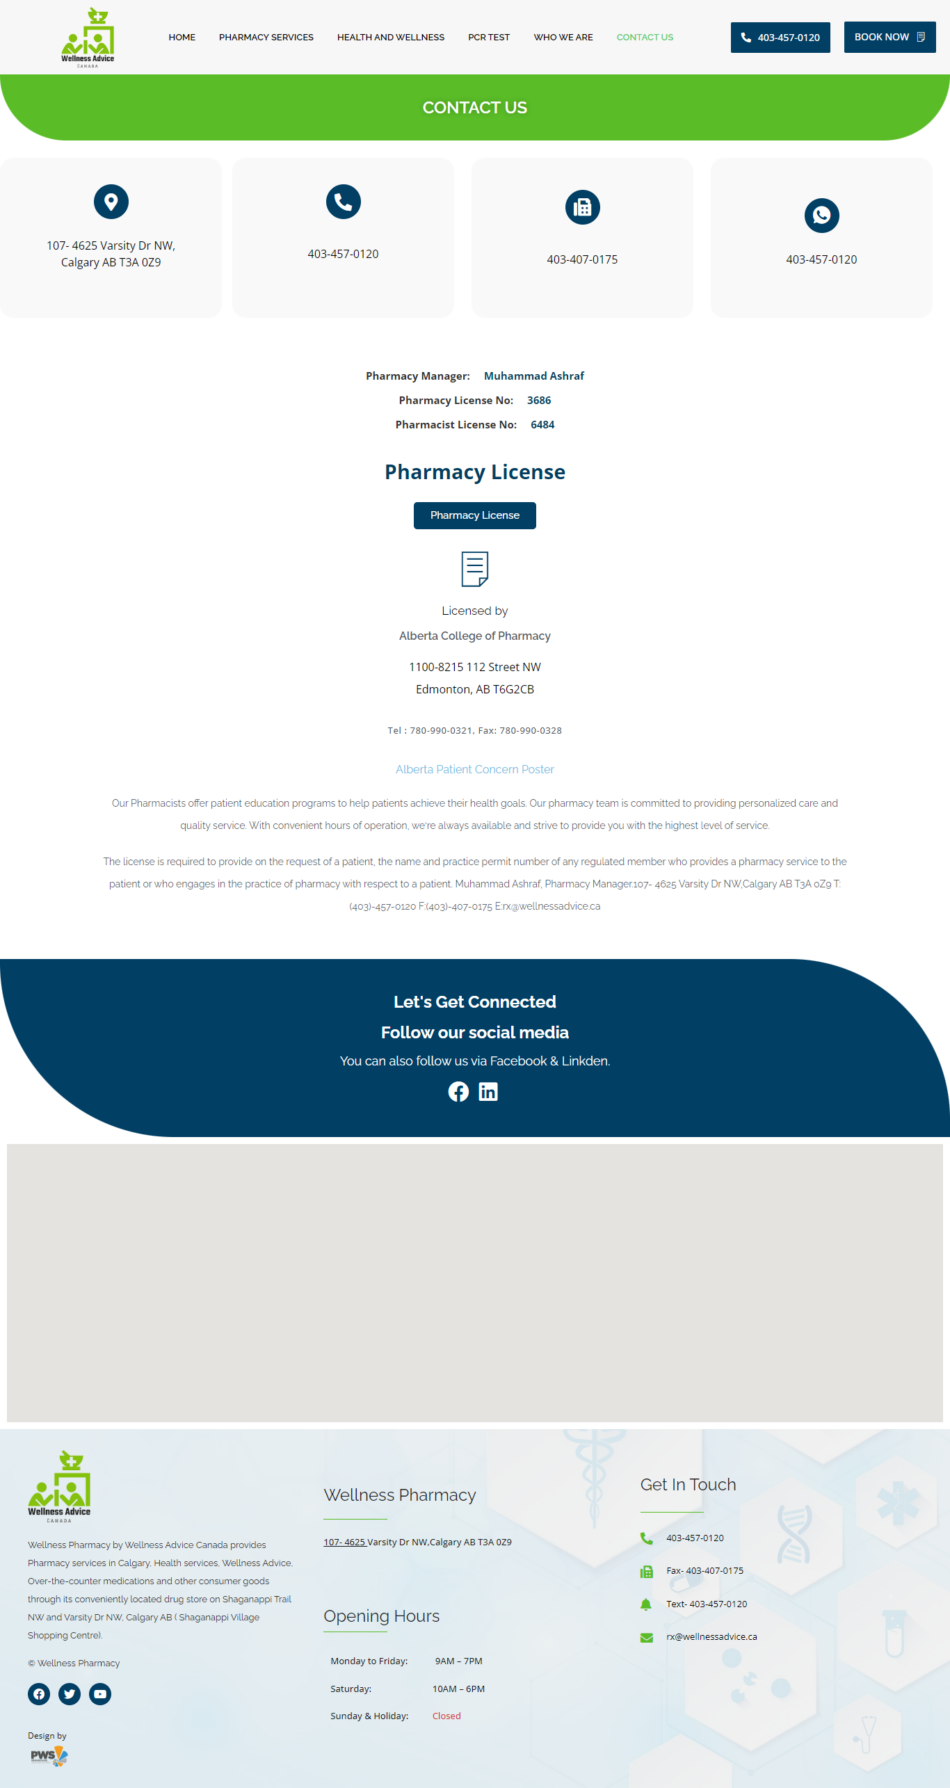 Wellness Advice
CANADA
HOME
PHARMACY SERVICES
HEALTH AND WELLNESS
PCR TEST
WHO WE ARE
CONTACT US
403-457-0120
BOOK NOW
CONTACT US
107- 4625 Varsity Dr NW,
Calgary AB T3A 0Z9
403-457-0120
403-407-0175
403-457-0120
Pharmacy Manager: Muhammad Ashraf
Pharmacy License No: 3686
Pharmacist License No: 6484
Pharmacy License
Pharmacy License
Licensed by
Alberta College of Pharmacy
1100-8215 112 Street NW
Edmonton, AB T6G2CB
Tel : 780-990-0321, Fax: 780-990-0328
Alberta Patient Concern Poster
Our Pharmacists offer patient education programs to help patients achieve their health goals. Our pharmacy team is committed to providing personalized care and
quality service. With convenient hours of operation, we're always available and strive to provide you with the highest level of service.
The license is required to provide on the request of a patient, the name and practice permit number of any regulated member who provides a pharmacy service to the
patient or who engages in the practice of pharmacy with respect to a patient. Muhammad Ashraf, Pharmacy Manager.107- 4625 Varsity Dr NW,Calgary AB T3A 0Z9 T:
(403)-457-0120 F:(403)-407-0175 E:rx@wellnessadvice.ca
Let's Get Connected
Follow our social media
You can also follow us via Facebook & Linkden.
Wellness Advice
CANADA
Wellness Pharmacy by Wellness Advice Canada provides
Pharmacy services in Calgary, Health services, Wellness Advice,
Over-the-counter medications and other consumer goods
through its conveniently located drug store on Shaganappi Trail
NW and Varsity Dr NW, Calgary AB ( Shaganappi Village
Shopping Centre).
© Wellness Pharmacy
Design by
PWS
Wellness Pharmacy
107- 4625 Varsity Dr NW,Calgary AB T3A 0Z9
Opening Hours
Monday to Friday: 9AM – 7PM
Saturday: 10AM – 6PM
Sunday & Holiday: Closed
Get In Touch
403-457-0120
Fax- 403-407-0175
Text- 403-457-0120
rx@wellnessadvice.ca